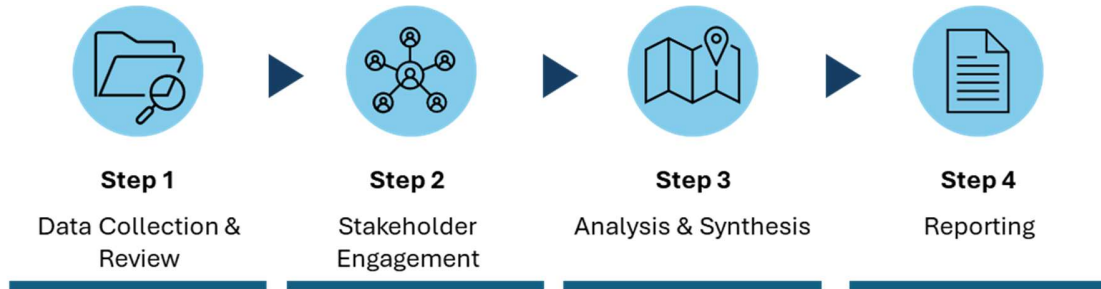 Step 1
Data Collection &
Review
Step 2
Stakeholder
Engagement
Step 3
Analysis & Synthesis
Step 4
Reporting